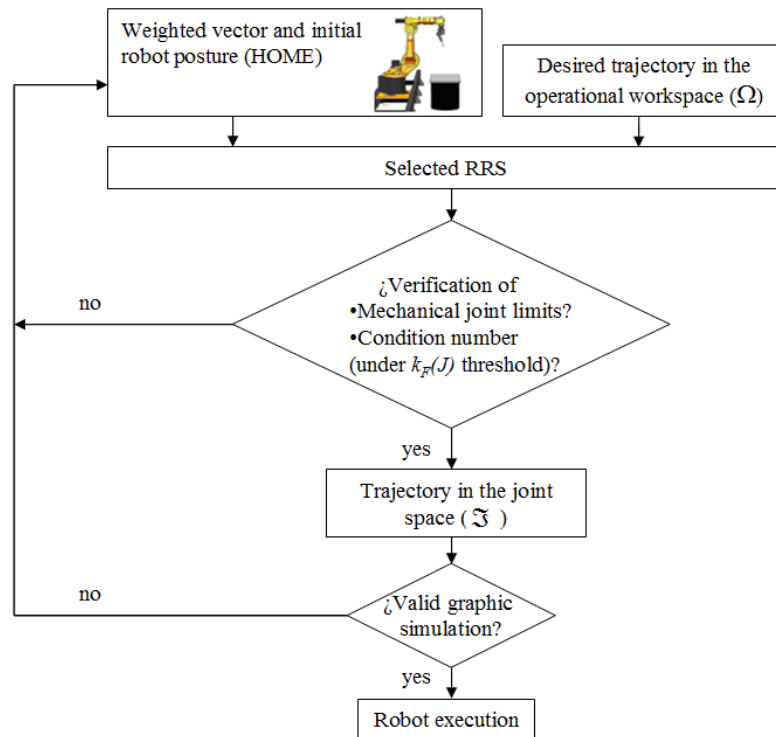 Weighted vector and initial
robot posture (HOME)
Desired trajectory in the
operational workspace (Ω)
Selected RRS
¿Verification of
•Mechanical joint limits?
•Condition number
(under k_F(J) threshold)?
no
yes
Trajectory in the joint
space ( ℑ )
¿Valid graphic
simulation?
no
yes
Robot execution